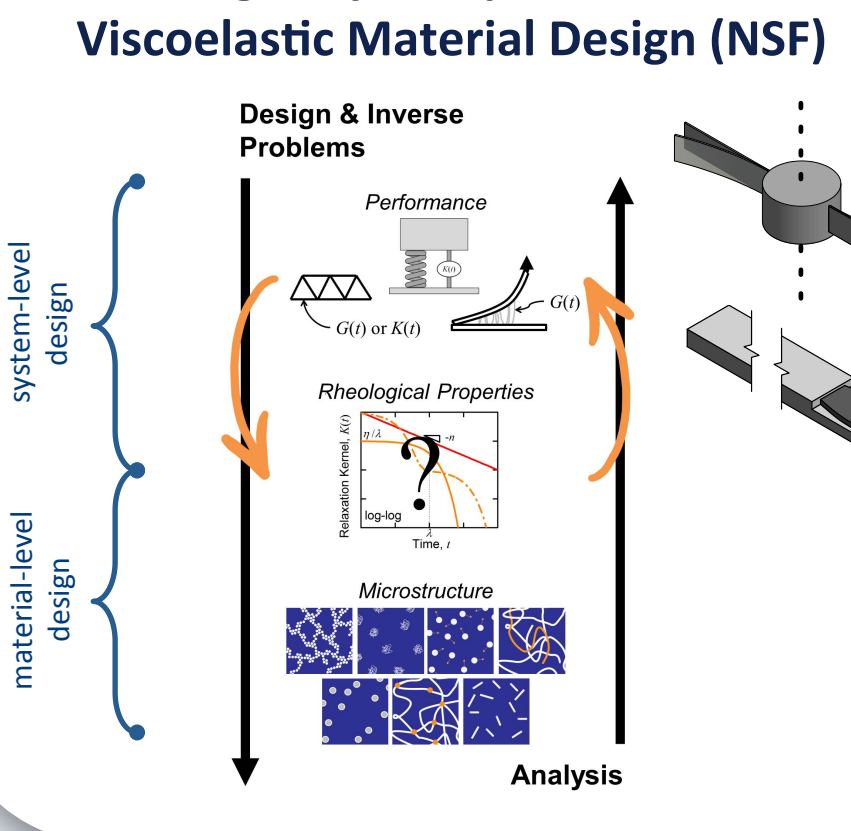 Viscoelastic Material Design (NSF)
Design & Inverse
Problems
Performance
K(t)
G(t) or K(t)
G(t)
system-level
design
Rheological Properties
Relaxation Kernel, K(t)
η/λ
-n
?
log-log
λ
Time, t
material-level
design
Microstructure
Analysis